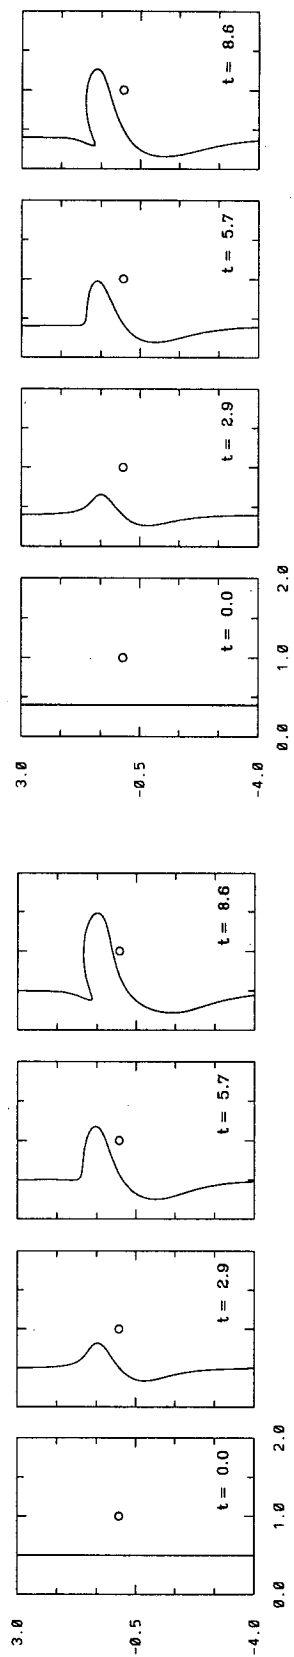 t = 8.6
t = 5.7
t = 2.9
t = 0.0
3.0
-0.5
-4.0
0.0
1.0
2.0
t = 8.6
t = 5.7
t = 2.9
t = 0.0
3.0
-0.5
-4.0
0.0
1.0
2.0